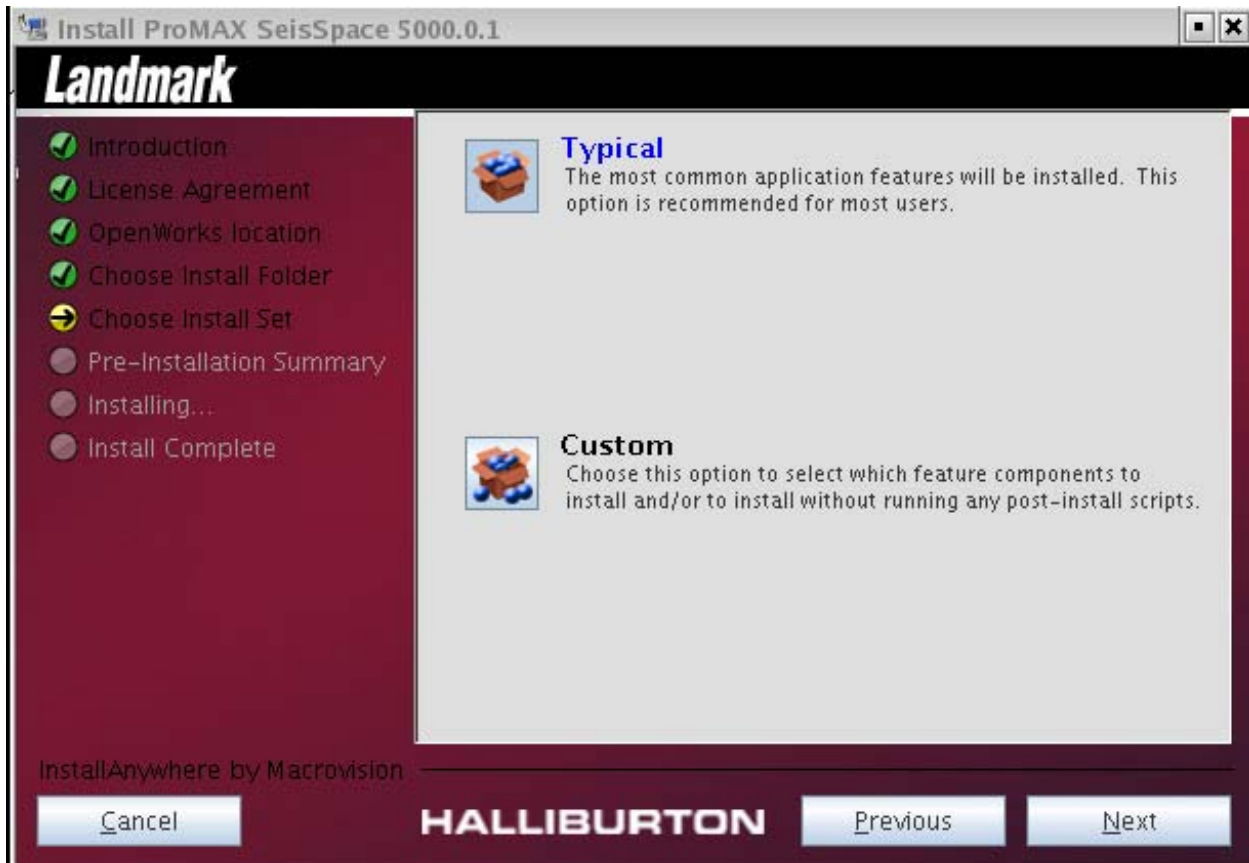 Install ProMAX SeisSpace 5000.0.1
Landmark
Introduction
License Agreement
OpenWorks location
Choose Install Folder
Choose Install Set
Pre-Installation Summary
Installing...
Install Complete
Typical
The most common application features will be installed. This
option is recommended for most users.
Custom
Choose this option to select which feature components to
install and/or to install without running any post-install scripts.
InstallAnywhere by Macrovision
Cancel
HALLIBURTON
Previous
Next